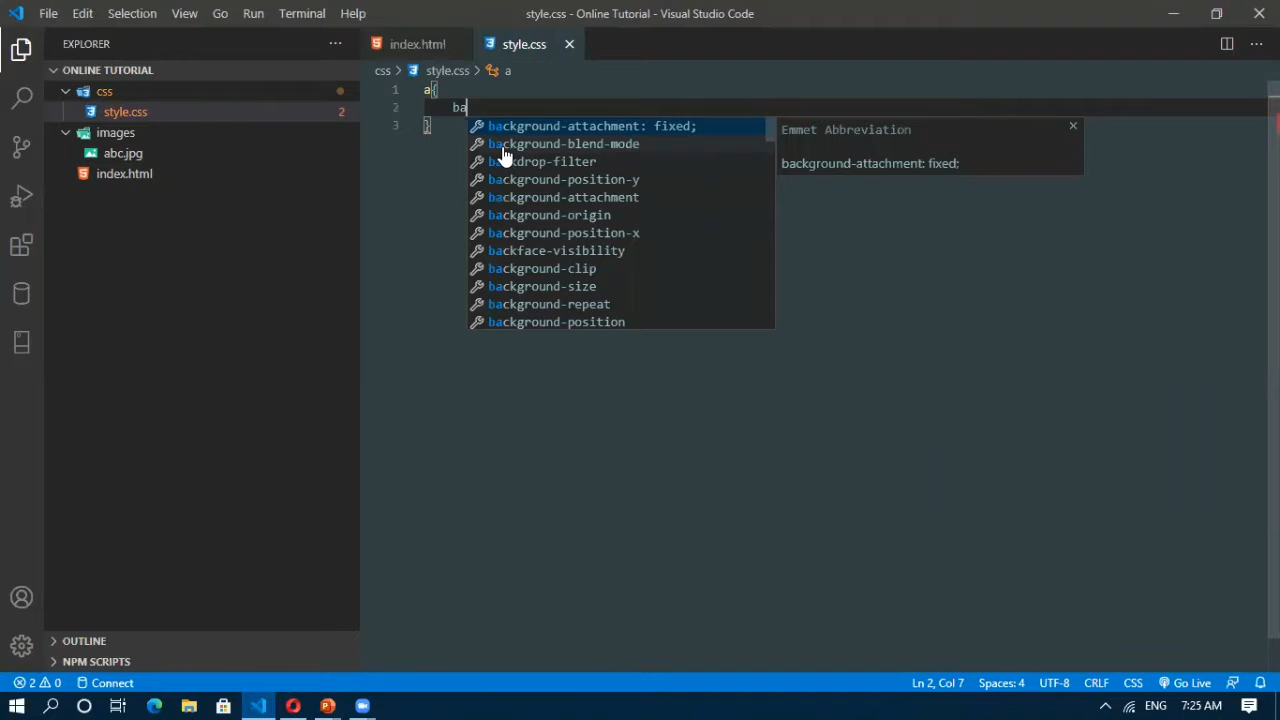 File Edit Selection View Go Run Terminal Help
style.css - Online Tutorial - Visual Studio Code
EXPLORER
ONLINE TUTORIAL
css
style.css 2
images
abc.jpg
index.html
index.html style.css
css > style.css > a
1 a{
2 ba
3 }
background-attachment: fixed;
background-blend-mode
backdrop-filter
background-position-y
background-attachment
background-origin
background-position-x
backface-visibility
background-clip
background-size
background-repeat
background-position
Emmet Abbreviation
background-attachment: fixed;
OUTLINE
NPM SCRIPTS
2 0 Connect
Ln 2, Col 7 Spaces: 4 UTF-8 CRLF CSS Go Live
ENG 7:25 AM